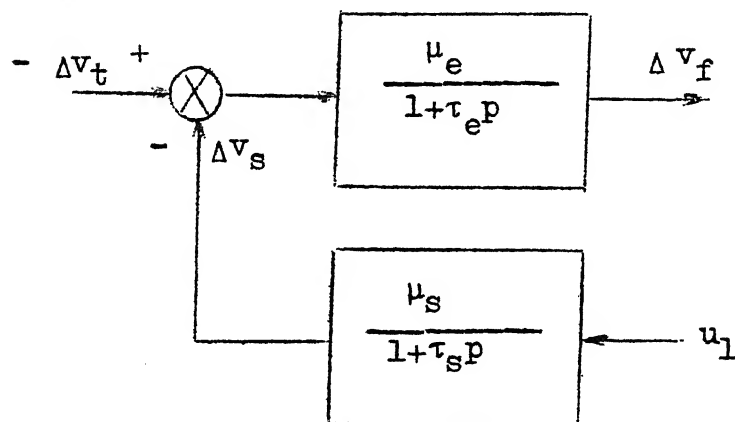 - Δv_t +
μ_e
1+τ_e p
Δ v_f
-
Δv_s
μ_s
1+τ_s p
u_1